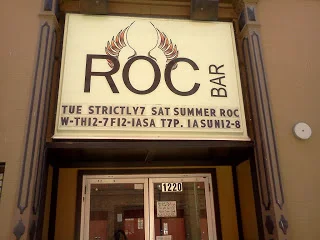 ROC
BAR
TUE STRICTLY7 SAT SUMMER ROC
W-TH12-7 F12-1ASA T7P. 1ASUN12-8
1220